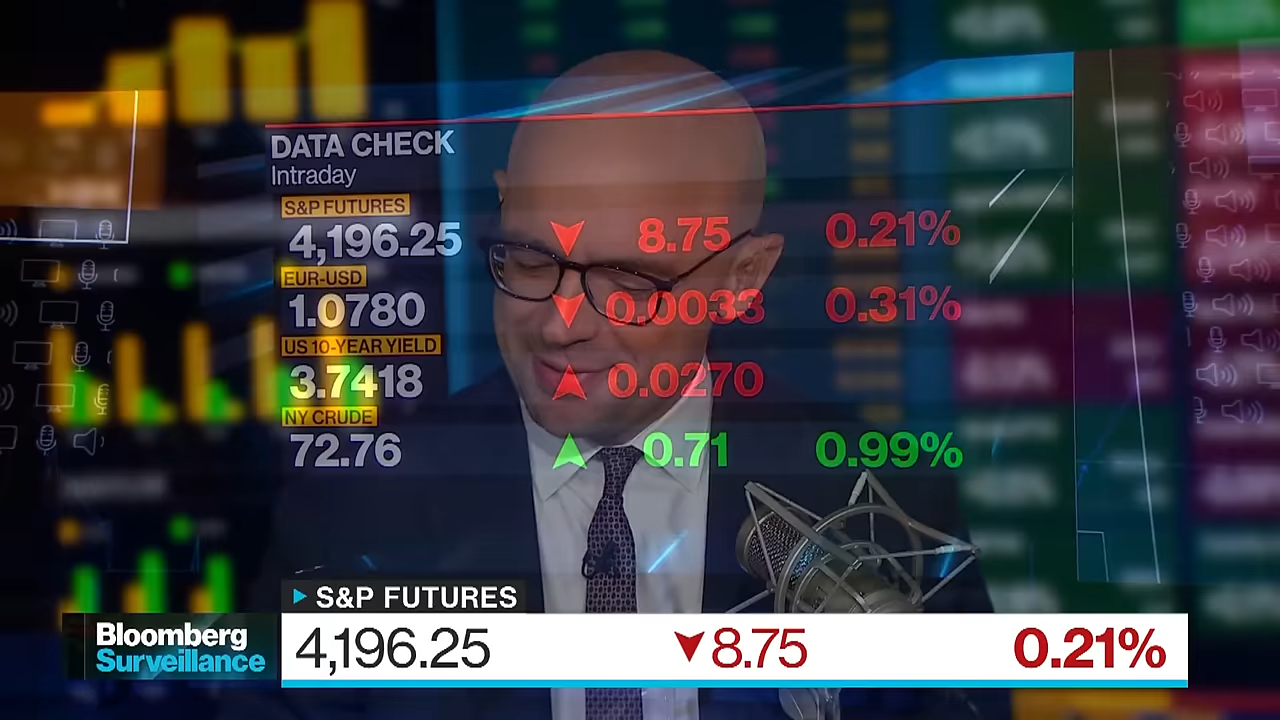 DATA CHECK
Intraday
S&P FUTURES
4,196.25 8.75 0.21%
EUR-USD
1.0780 0.0033 0.31%
US 10-YEAR YIELD
3.7418 0.0270
NY CRUDE
72.76 0.71 0.99%
S&P FUTURES
Bloomberg
Surveillance
4,196.25 8.75 0.21%